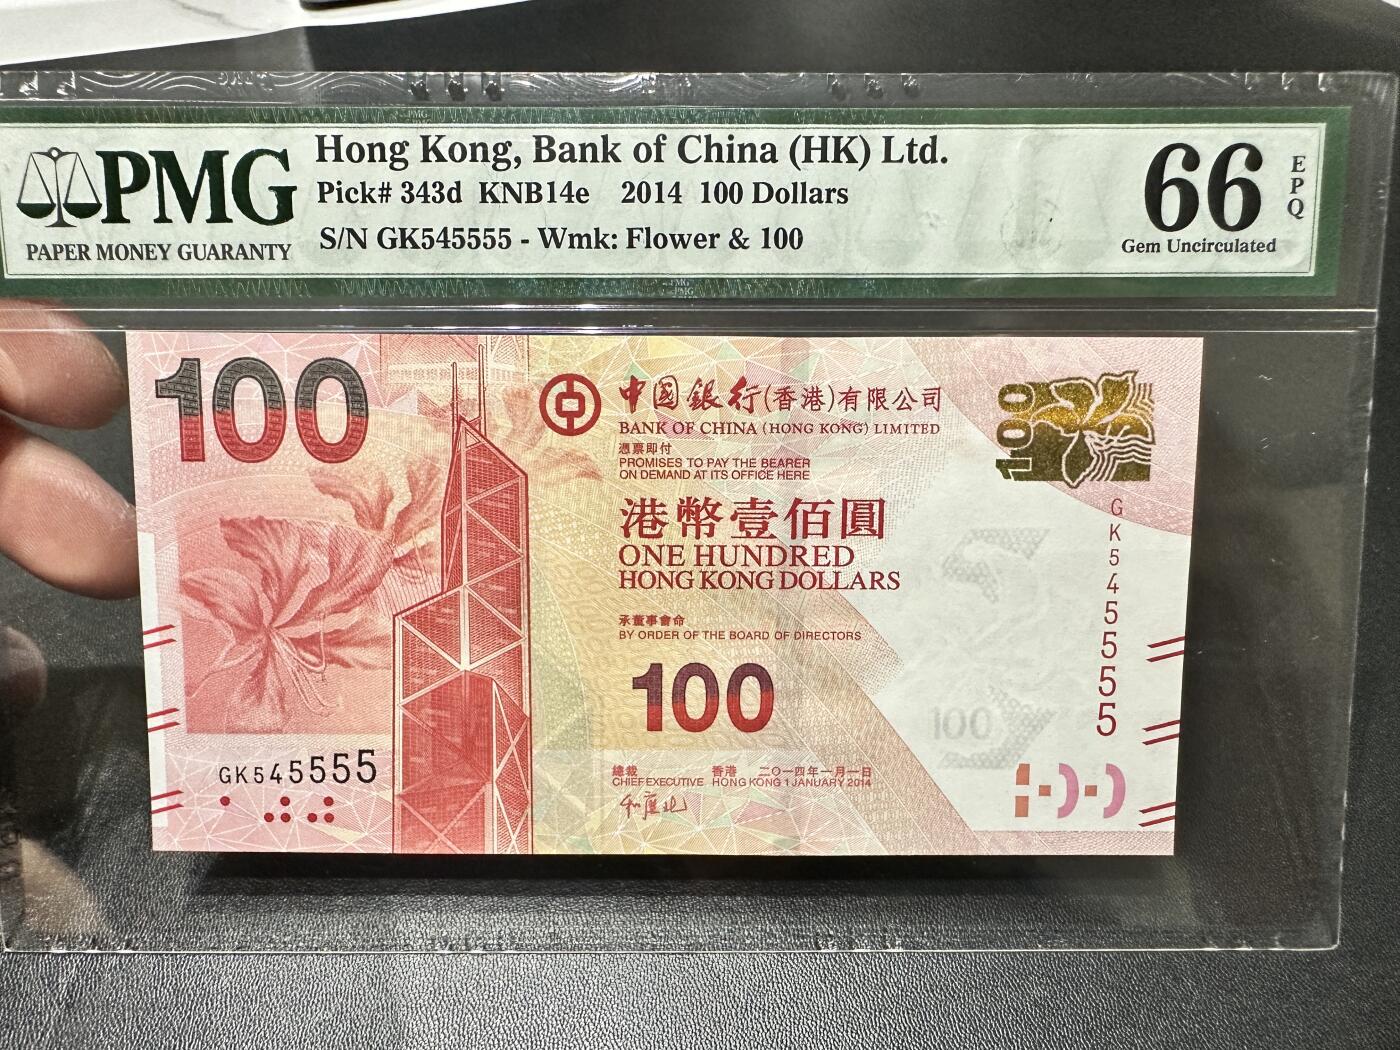 PMG
PAPER MONEY GUARANTY
Hong Kong, Bank of China (HK) Ltd.
Pick# 343d KNB14e 2014 100 Dollars
S/N GK545555 - Wmk: Flower & 100
66
EPQ
Gem Uncirculated
100
中国銀行(香港)有限公司
BANK OF CHINA (HONG KONG) LIMITED
憑票即付
PROMISES TO PAY THE BEARER
ON DEMAND AT ITS OFFICE HERE
港幣壹佰圓
ONE HUNDRED
HONG KONG DOLLARS
承董事會命
BY ORDER OF THE BOARD OF DIRECTORS
100
總裁 香港 二〇一四年一月一日
CHIEF EXECUTIVE HONG KONG 1 JANUARY 2014
GK545555
100
GK545555
100